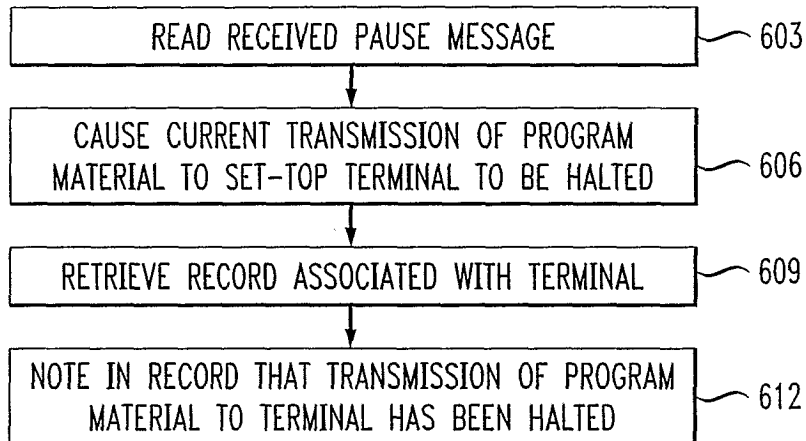 READ RECEIVED PAUSE MESSAGE 603
CAUSE CURRENT TRANSMISSION OF PROGRAM
MATERIAL TO SET-TOP TERMINAL TO BE HALTED 606
RETRIEVE RECORD ASSOCIATED WITH TERMINAL 609
NOTE IN RECORD THAT TRANSMISSION OF PROGRAM
MATERIAL TO TERMINAL HAS BEEN HALTED 612